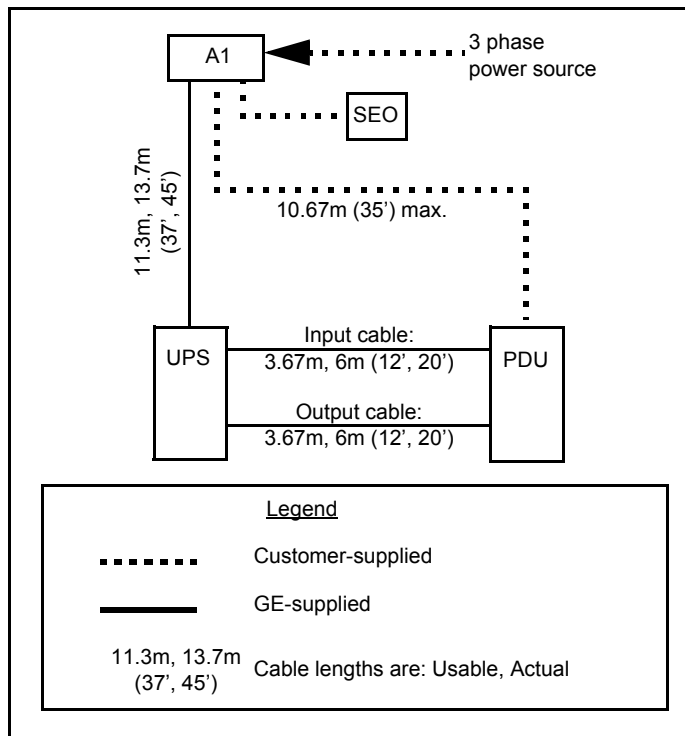 A1
3 phase
power source
SEO
11.3m, 13.7m
(37', 45')
10.67m (35') max.
UPS
Input cable:
3.67m, 6m (12', 20')
PDU
Output cable:
3.67m, 6m (12', 20')
Legend
Customer-supplied
GE-supplied
11.3m, 13.7m
(37', 45')
Cable lengths are: Usable, Actual